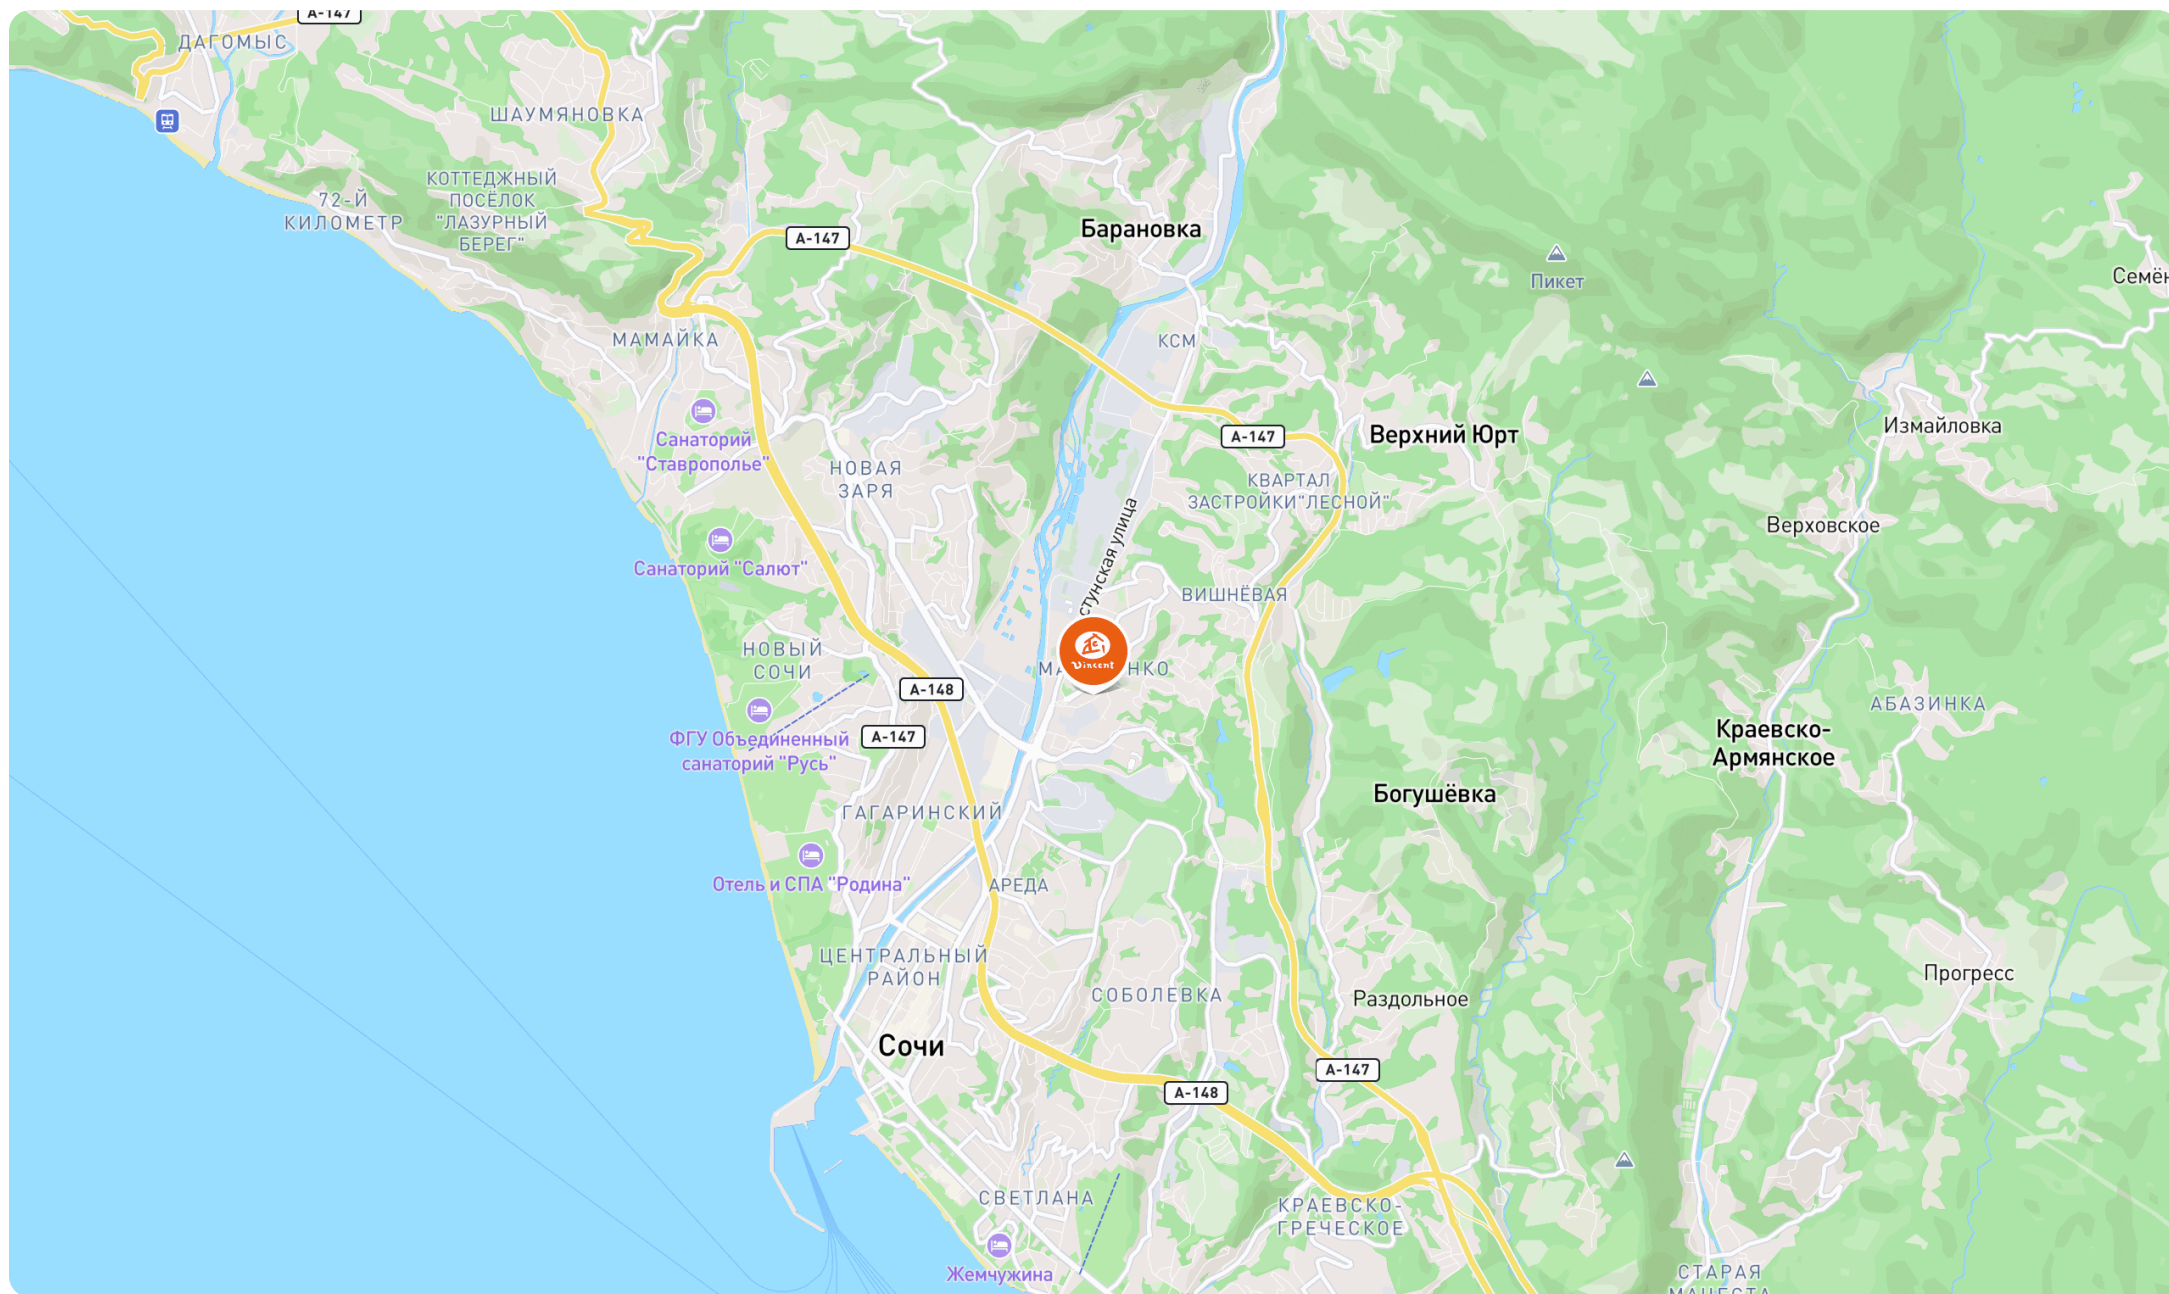 А-147
ДАГОМЫС
ШАУМЯНОВКА
КОТТЕДЖНЫЙ
ПОСЁЛОК
"ЛАЗУРНЫЙ
БЕРЕГ"
72-Й
КИЛОМЕТР
А-147
Барановка
Пикет
Семён
МАМАЙКА
КСМ
Санаторий
"Ставрополье"
НОВАЯ
ЗАРЯ
А-147
Верхний Юрт
Измайловка
КВАРТАЛ
ЗАСТРОЙКИ"ЛЕСНОЙ"
Верховское
стунская улица
Санаторий "Салют"
ВИШНЁВАЯ
НОВЫЙ
СОЧИ
Vincent
МА НКО
А-148
А-147
ФГУ Объединенный
санаторий "Русь"
АБАЗИНКА
Краевско-
Армянское
Богушёвка
ГАГАРИНСКИЙ
Отель и СПА "Родина"
АРЕДА
ЦЕНТРАЛЬНЫЙ
РАЙОН
СОБОЛЕВКА
Раздольное
Прогресс
Сочи
А-147
А-148
СВЕТЛАНА
КРАЕВСКО-
ГРЕЧЕСКОЕ
Жемчужина
СТАРАЯ
МАЦЕСТА